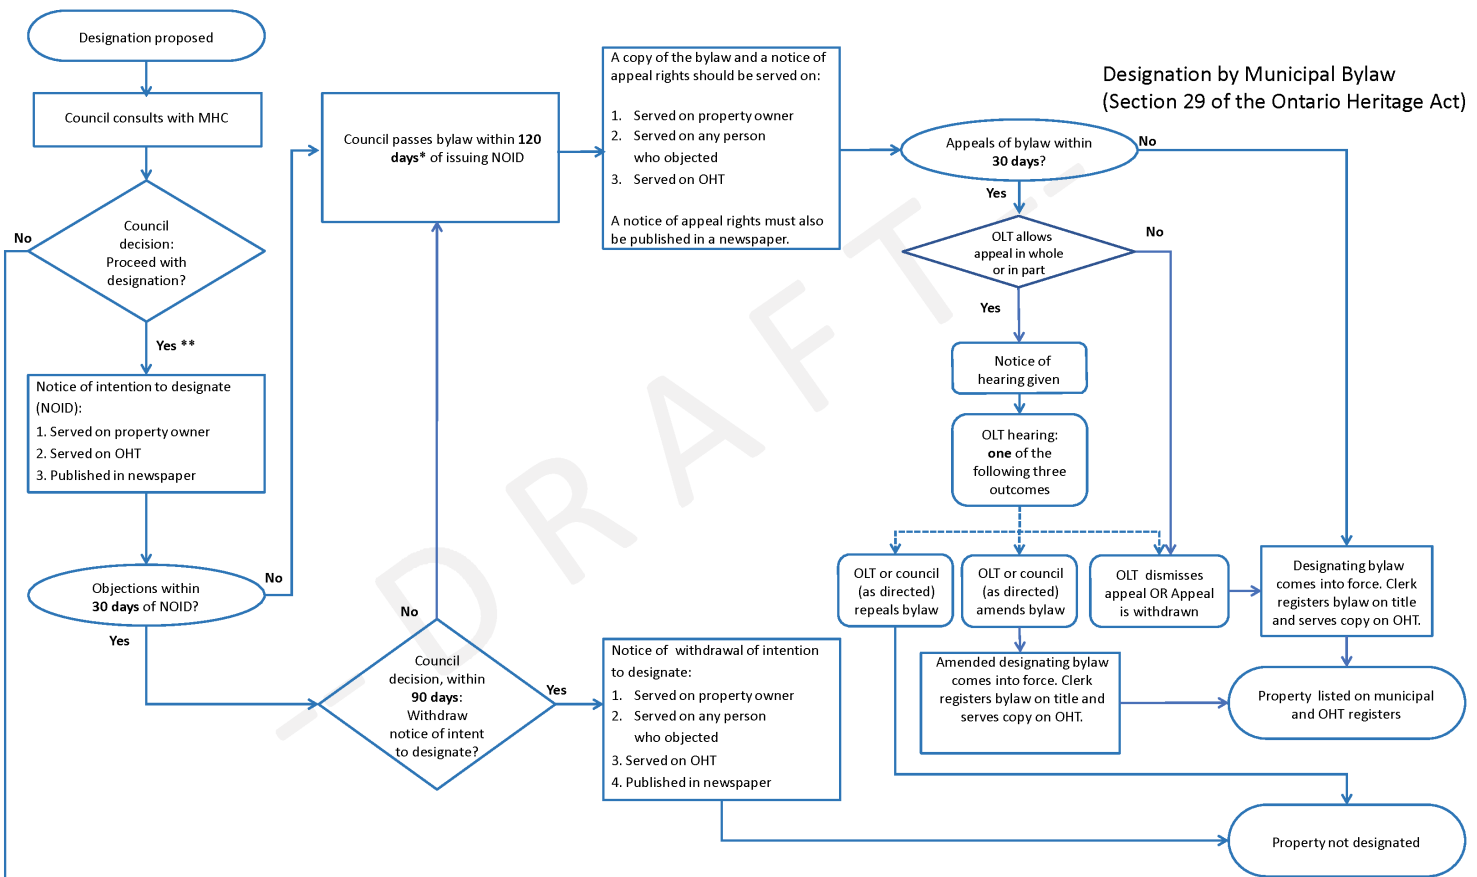 Designation by Municipal Bylaw
(Section 29 of the Ontario Heritage Act)
Designation proposed
Council consults with MHC
Council
decision:
Proceed with
designation?
No
Yes **
Notice of intention to designate
(NOID):
1. Served on property owner
2. Served on OHT
3. Published in newspaper
Objections within
30 days of NOID?
No
Yes
Council passes bylaw within 120
days* of issuing NOID
No
Council
decision, within
90 days:
Withdraw
notice of intent
to designate?
Yes
A copy of the bylaw and a notice of
appeal rights should be served on:
1. Served on property owner
2. Served on any person
who objected
3. Served on OHT
A notice of appeal rights must also
be published in a newspaper.
Notice of withdrawal of intention
to designate:
1. Served on property owner
2. Served on any person
who objected
3. Served on OHT
4. Published in newspaper
Appeals of bylaw within
30 days?
No
Yes
OLT allows
appeal in whole
or in part
No
Yes
Notice of
hearing given
OLT hearing:
one of the
following three
outcomes
OLT or council
(as directed)
repeals bylaw
OLT or council
(as directed)
amends bylaw
OLT dismisses
appeal OR Appeal
is withdrawn
Designating bylaw
comes into force. Clerk
registers bylaw on title
and serves copy on OHT.
Amended designating bylaw
comes into force. Clerk
registers bylaw on title and
serves copy on OHT.
Property listed on municipal
and OHT registers
Property not designated
–DRAFT--